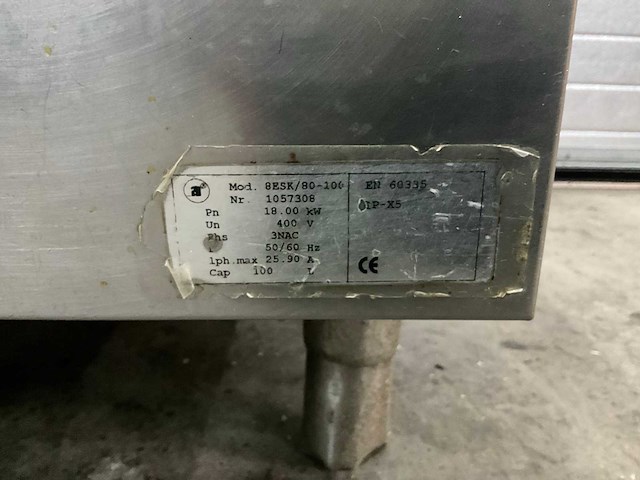 a
Mod. 8ESK/80-100
Nr. 1057308
Pn 18.00 kW
Un 400 V
Phs 3NAC
50/60 Hz
1ph.max 25.90 A
Cap 100 L
EN 60335
IP-X5
CE